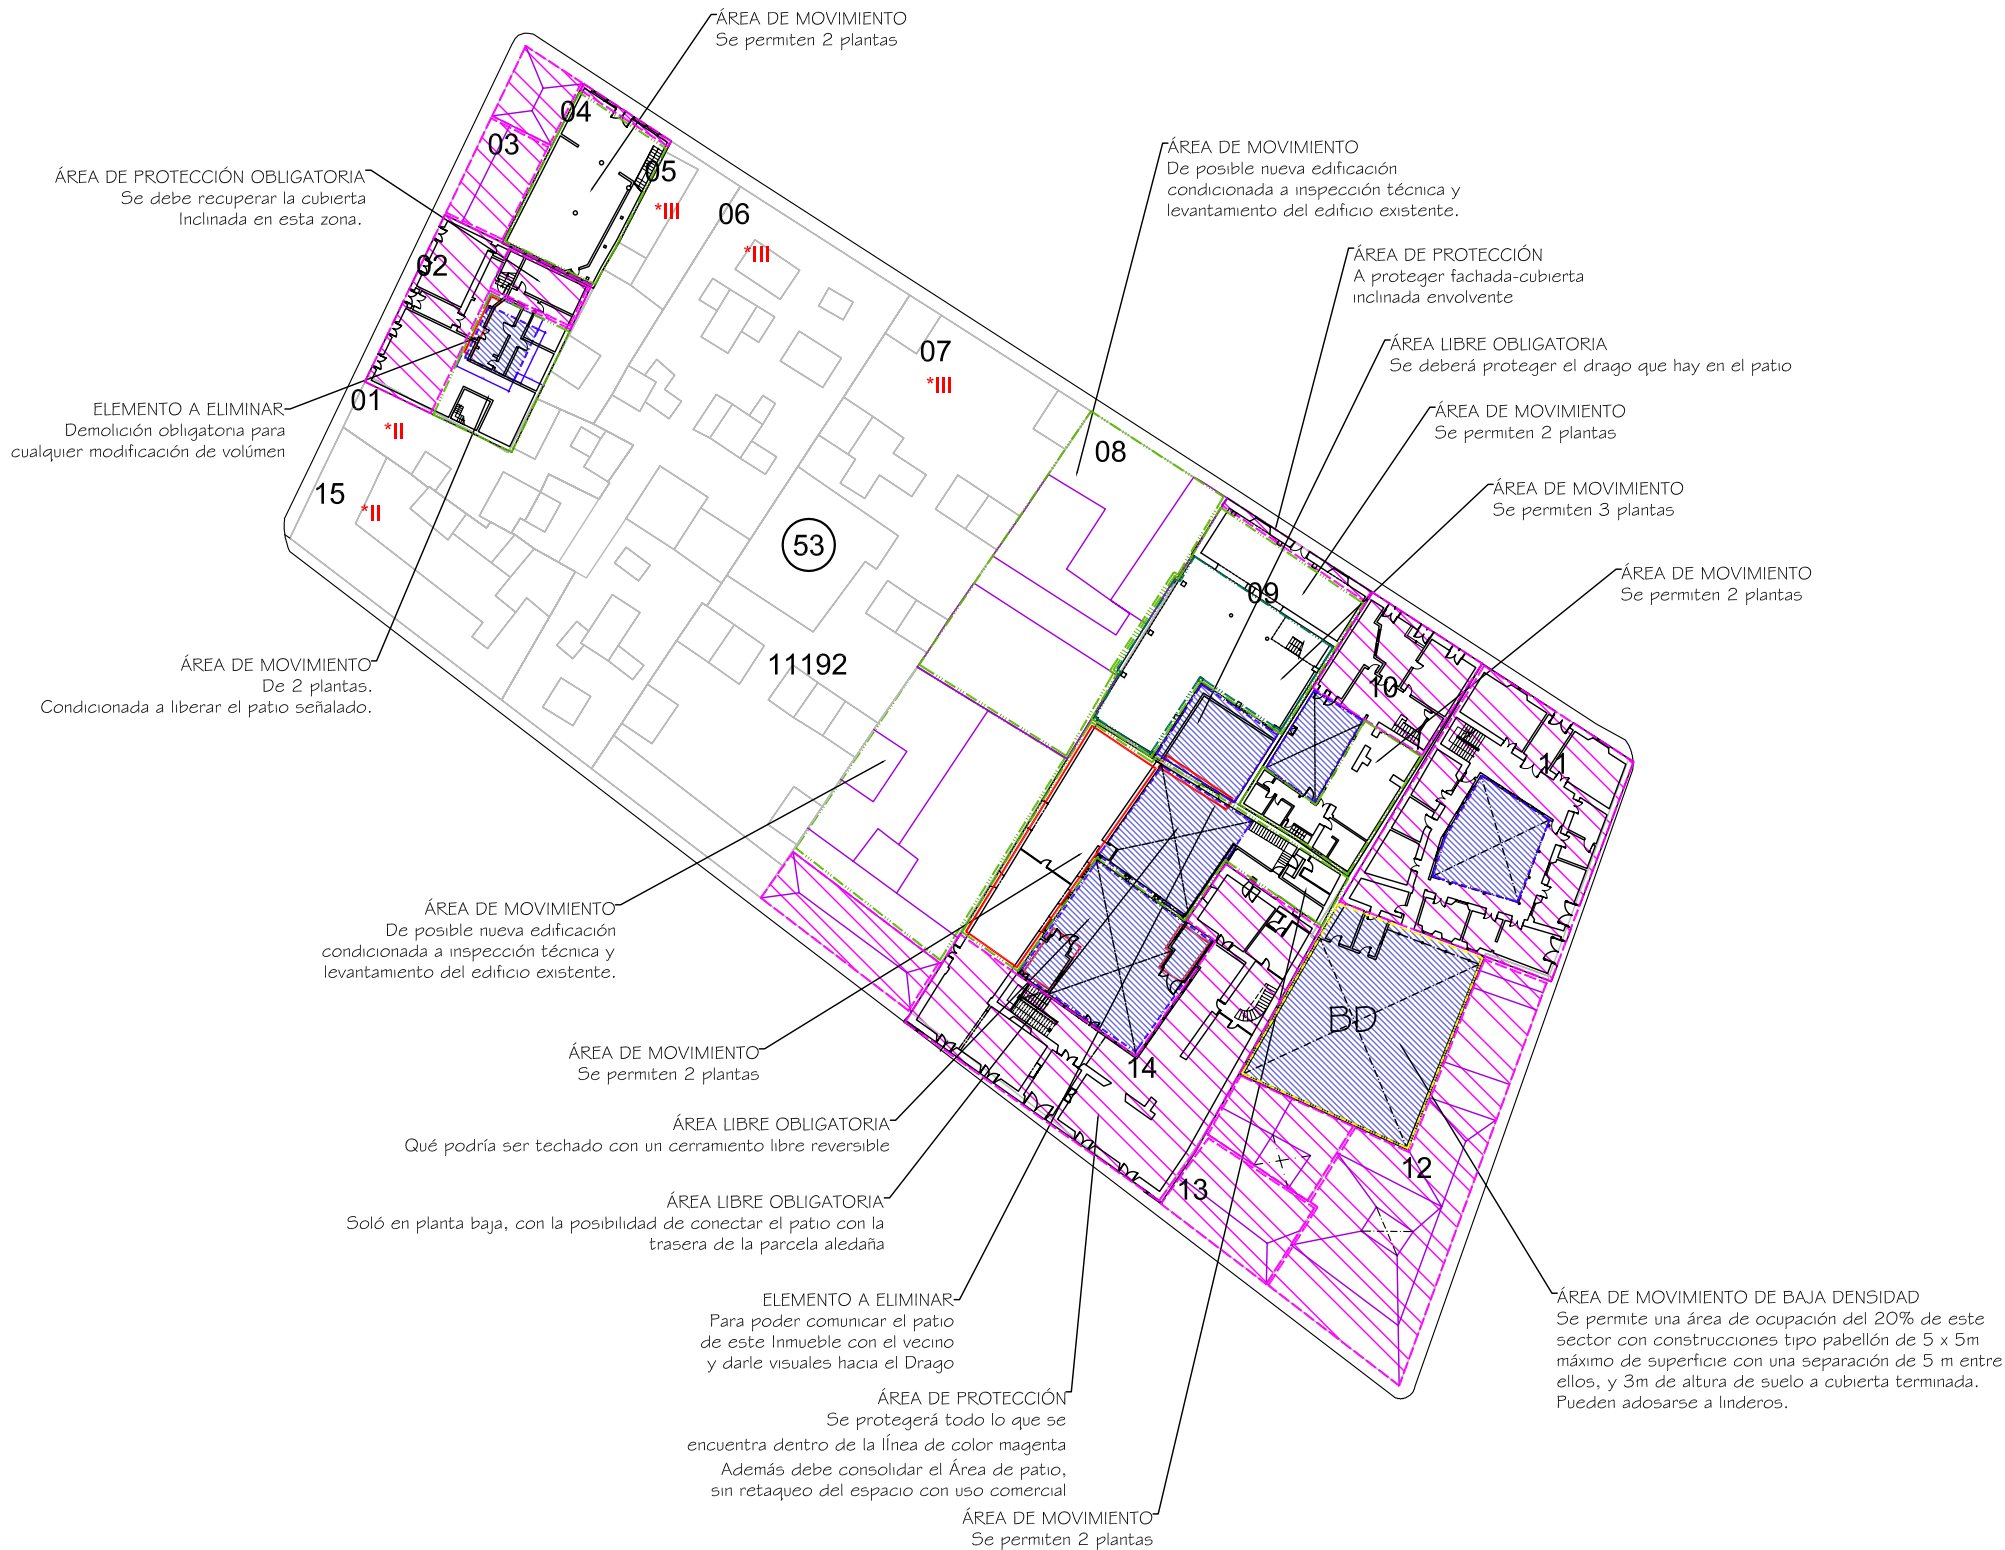 ÁREA DE MOVIMIENTO
Se permiten 2 plantas
ÁREA DE PROTECCIÓN OBLIGATORIA
Se debe recuperar la cubierta
Inclinada en esta zona.
ÁREA DE MOVIMIENTO
De posible nueva edificación
condicionada a inspección técnica y
levantamiento del edificio existente.
ÁREA DE PROTECCIÓN
A proteger fachada-cubierta
inclinada envolvente
ÁREA LIBRE OBLIGATORIA
Se deberá proteger el drago que hay en el patio
ÁREA DE MOVIMIENTO
Se permiten 2 plantas
ÁREA DE MOVIMIENTO
Se permiten 3 plantas
ÁREA DE MOVIMIENTO
Se permiten 2 plantas
04
03
05
*III
06
*III
02
07
*III
01
*II
15
*II
08
53
09
11192
10
11
BD
14
12
13
ELEMENTO A ELIMINAR
Demolición obligatoria para
cualquier modificación de volúmen
ÁREA DE MOVIMIENTO
De 2 plantas.
Condicionada a liberar el patio señalado.
ÁREA DE MOVIMIENTO
De posible nueva edificación
condicionada a inspección técnica y
levantamiento del edificio existente.
ÁREA DE MOVIMIENTO
Se permiten 2 plantas
ÁREA LIBRE OBLIGATORIA
Qué podría ser techado con un cerramiento libre reversible
ÁREA LIBRE OBLIGATORIA
Soló en planta baja, con la posibilidad de conectar el patio con la
trasera de la parcela aledaña
ELEMENTO A ELIMINAR
Para poder comunicar el patio
de este Inmueble con el vecino
y darle visuales hacia el Drago
ÁREA DE PROTECCIÓN
Se protegerá todo lo que se
encuentra dentro de la lÍnea de color magenta
Además debe consolidar el Área de patio,
sin retaqueo del espacio con uso comercial
ÁREA DE MOVIMIENTO
Se permiten 2 plantas
ÁREA DE MOVIMIENTO DE BAJA DENSIDAD
Se permite una área de ocupación del 20% de este
sector con construcciones tipo pabellón de 5 x 5m
máximo de superficie con una separación de 5 m entre
ellos, y 3m de altura de suelo a cubierta terminada.
Pueden adosarse a linderos.